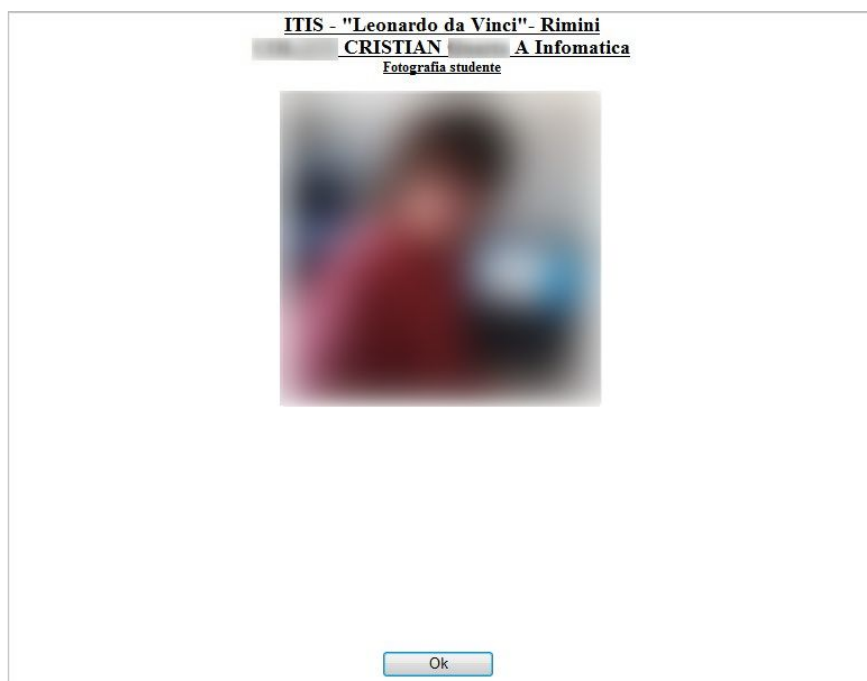 ITIS - "Leonardo da Vinci"- Rimini
CRISTIAN A Infomatica
Fotografia studente
Ok